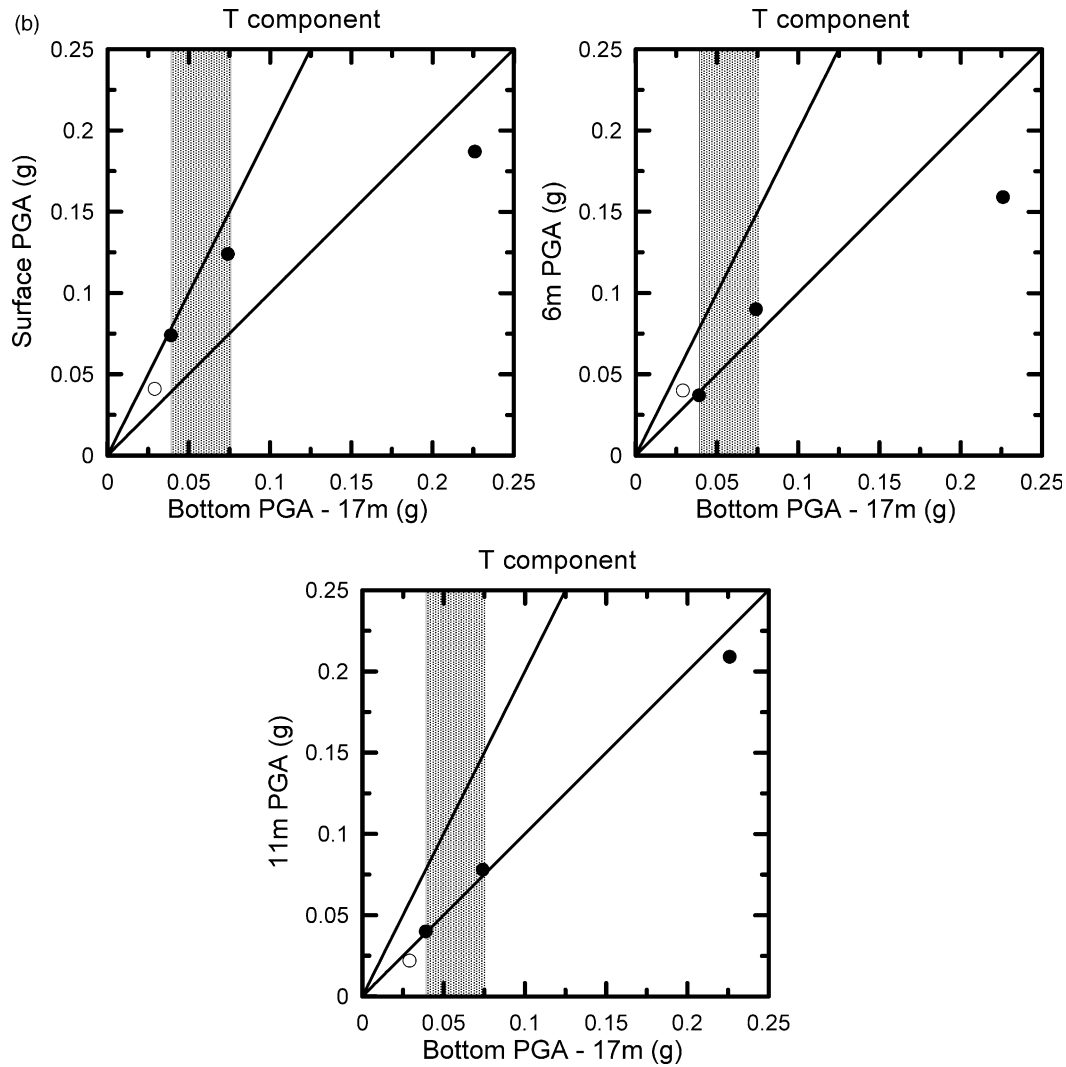 (b)
T component
0.25
0.2
0.15
0.1
0.05
0
Surface PGA (g)
0 0.05 0.1 0.15 0.2 0.25
Bottom PGA - 17m (g)
T component
0.25
0.2
0.15
0.1
0.05
0
6m PGA (g)
0 0.05 0.1 0.15 0.2 0.25
Bottom PGA - 17m (g)
T component
0.25
0.2
0.15
0.1
0.05
0
11m PGA (g)
0 0.05 0.1 0.15 0.2 0.25
Bottom PGA - 17m (g)